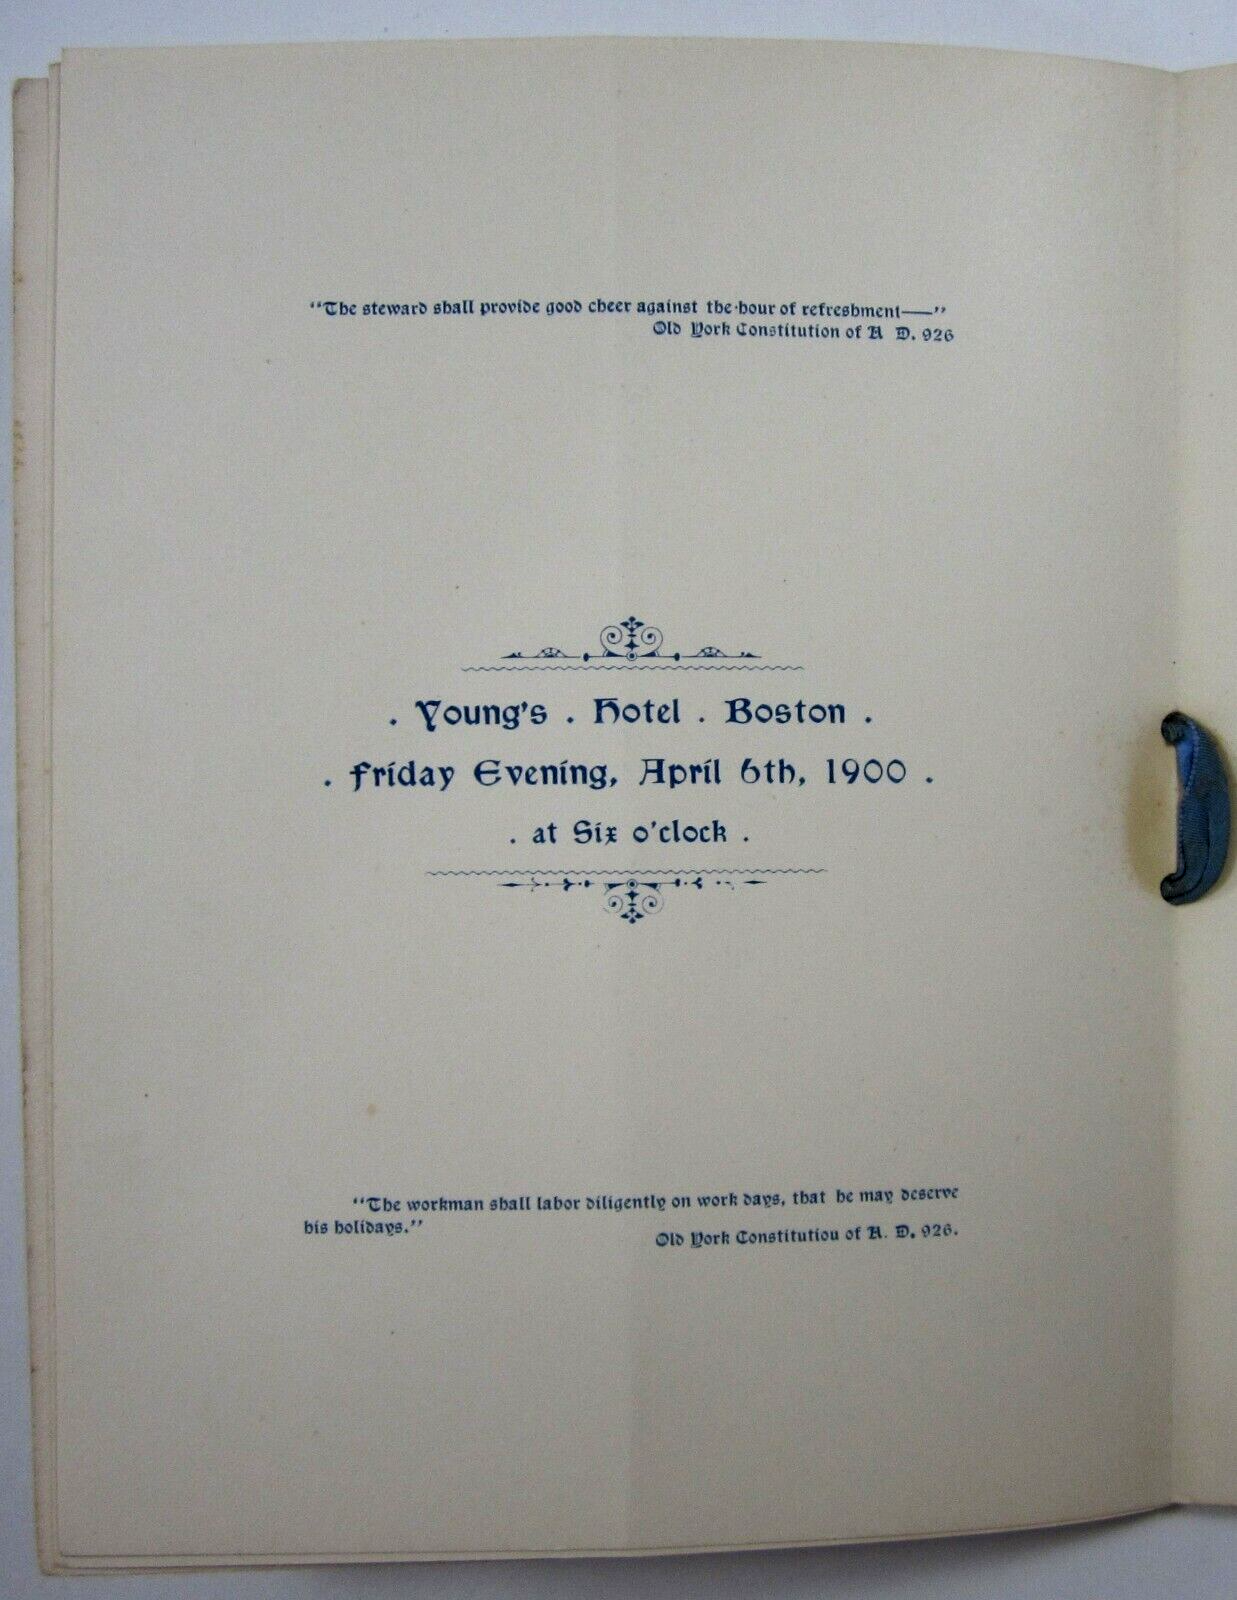 "The steward shall provide good cheer against the hour of refreshment——"
Old York Constitution of A D. 926
. Young's . Hotel . Boston .
. Friday Evening, April 6th, 1900 .
. at Six o'clock .
"The workman shall labor diligently on work days, that he may deserve
his holidays."
Old York Constitutiou of A. D. 926.